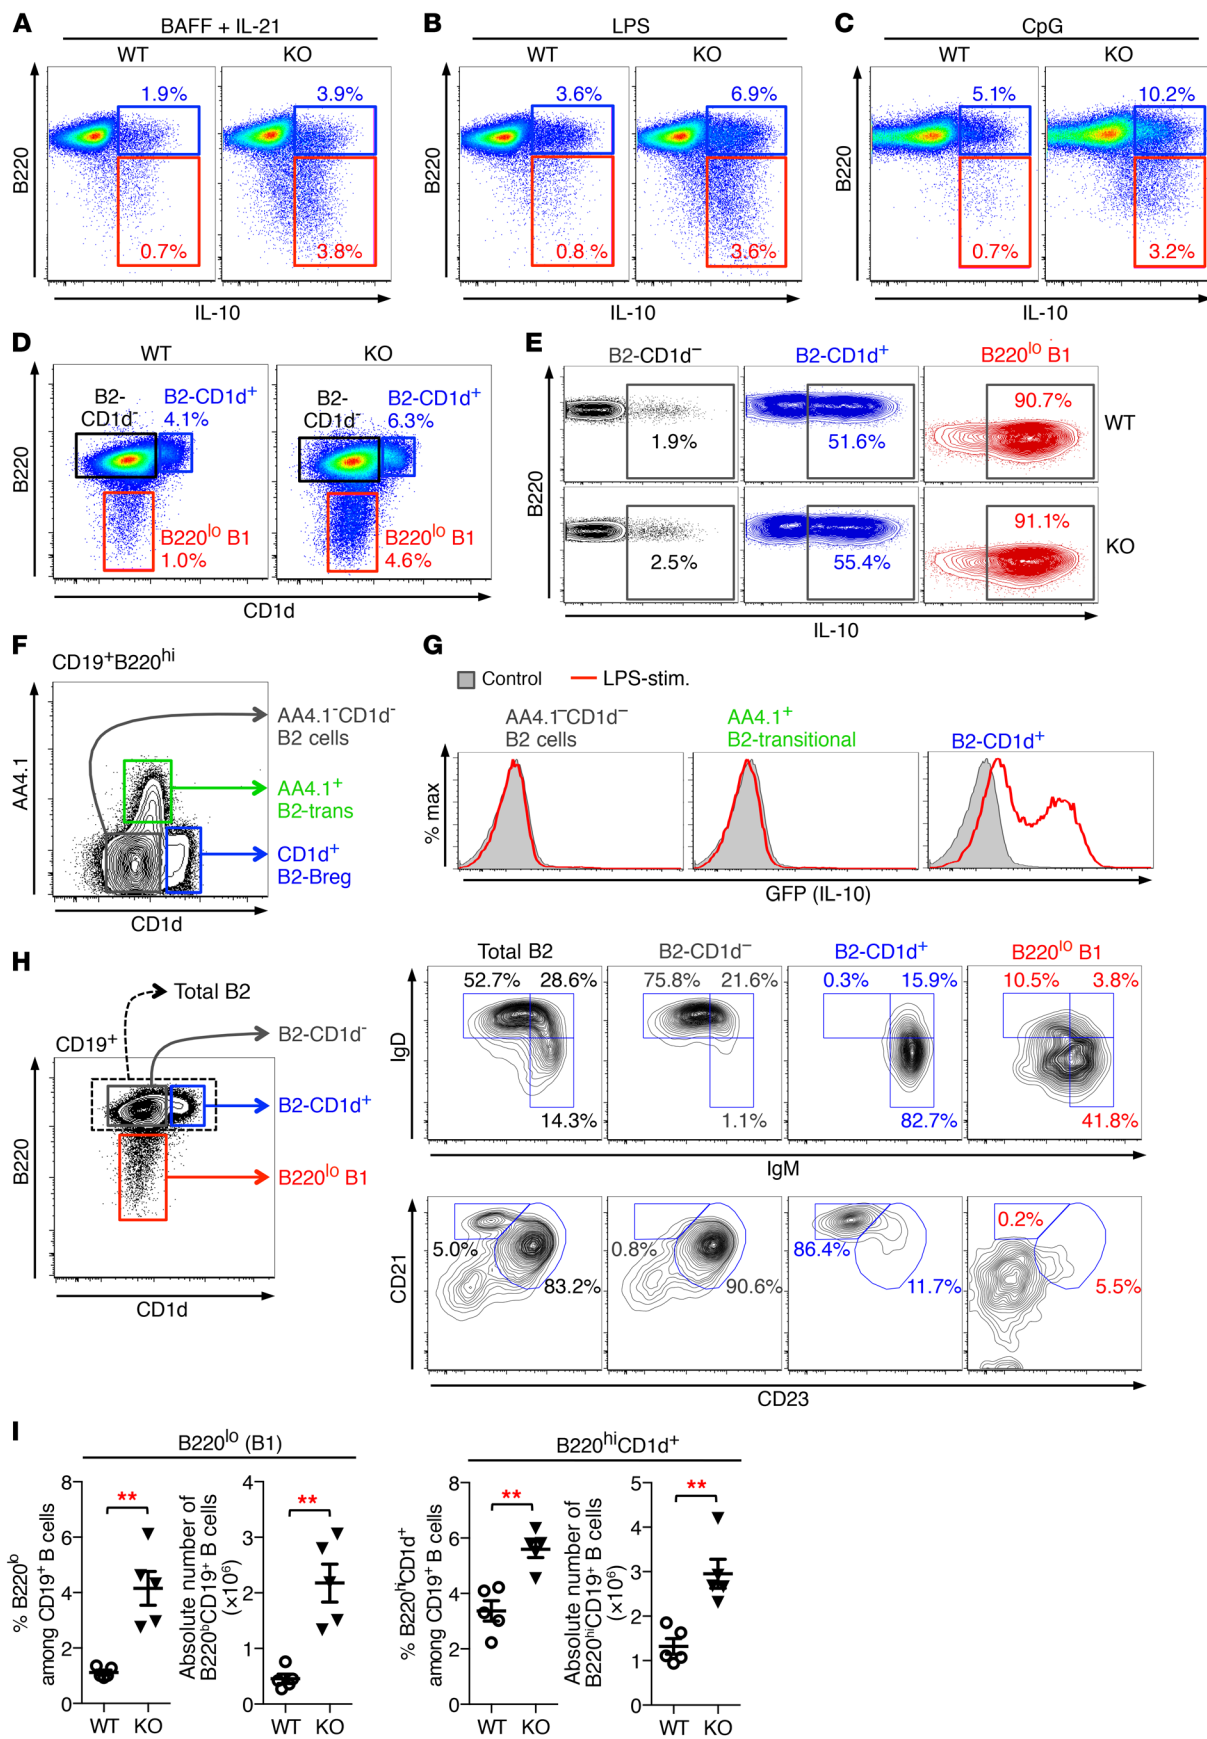 A
BAFF + IL-21
WT KO
1.9% 3.9%
0.7% 3.8%
B220
IL-10
B
LPS
WT KO
3.6% 6.9%
0.8 % 3.6%
B220
IL-10
C
CpG
WT KO
5.1% 10.2%
0.7% 3.2%
B220
IL-10
D
WT KO
B2-
CD1d-
B2-CD1d+
4.1%
B220lo B1
1.0%
B2-
CD1d-
B2-CD1d+
6.3%
B220lo B1
4.6%
B220
CD1d
E
B2-CD1d– B2-CD1d+ B220lo B1
1.9% 51.6% 90.7% WT
2.5% 55.4% 91.1% KO
B220
IL-10
F
CD19+B220hi
AA4.1-CD1d-
B2 cells
AA4.1+
B2-trans
CD1d+
B2-Breg
AA4.1
CD1d
G
Control LPS-stim.
AA4.1–CD1d–
B2 cells
AA4.1+
B2-transitional
B2-CD1d+
% max
GFP (IL-10)
H
Total B2
CD19+
B2-CD1d-
B2-CD1d+
B220lo B1
B220
CD1d
Total B2 B2-CD1d– B2-CD1d+ B220lo B1
52.7% 28.6% 75.8% 21.6% 0.3% 15.9% 10.5% 3.8%
14.3% 1.1% 82.7% 41.8%
IgD
IgM
5.0% 83.2% 0.8% 90.6% 86.4% 11.7% 0.2% 5.5%
CD21
CD23
I
B220lo (B1)
% B220lo
among CD19+ B cells
8
6
4
2
0
**
WT KO
Absolute number of
B220bCD19+ B cells
(×106)
4
3
2
1
0
**
WT KO
B220hiCD1d+
% B220hiCD1d+
among CD19+ B cells
8
6
4
2
0
**
WT KO
Absolute number of
B220hiCD19+ B cells
(×106)
5
4
3
2
1
0
**
WT KO